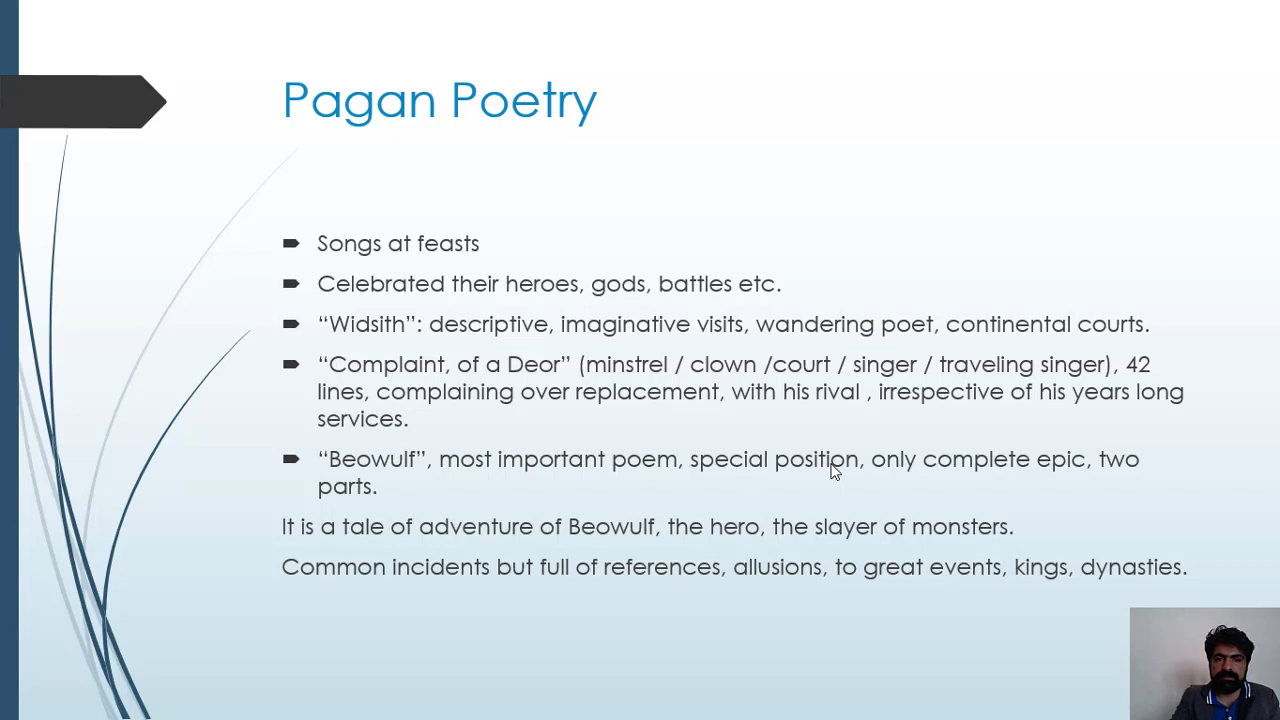 Pagan Poetry
Songs at feasts
Celebrated their heroes, gods, battles etc.
“Widsith”: descriptive, imaginative visits, wandering poet, continental courts.
“Complaint, of a Deor” (minstrel / clown /court / singer / traveling singer), 42
lines, complaining over replacement, with his rival , irrespective of his years long
services.
“Beowulf”, most important poem, special position, only complete epic, two
parts.
It is a tale of adventure of Beowulf, the hero, the slayer of monsters.
Common incidents but full of references, allusions, to great events, kings, dynasties.